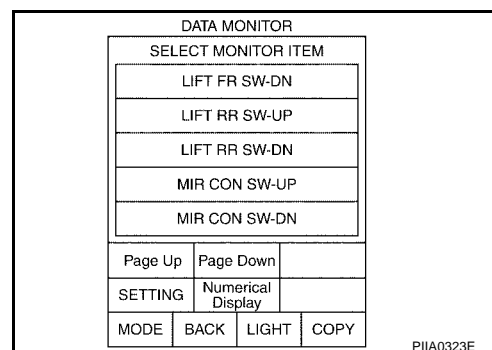 DATA MONITOR
SELECT MONITOR ITEM
LIFT FR SW-DN
LIFT RR SW-UP
LIFT RR SW-DN
MIR CON SW-UP
MIR CON SW-DN
Page Up Page Down
SETTING Numerical Display
MODE BACK LIGHT COPY
PIIA0323E